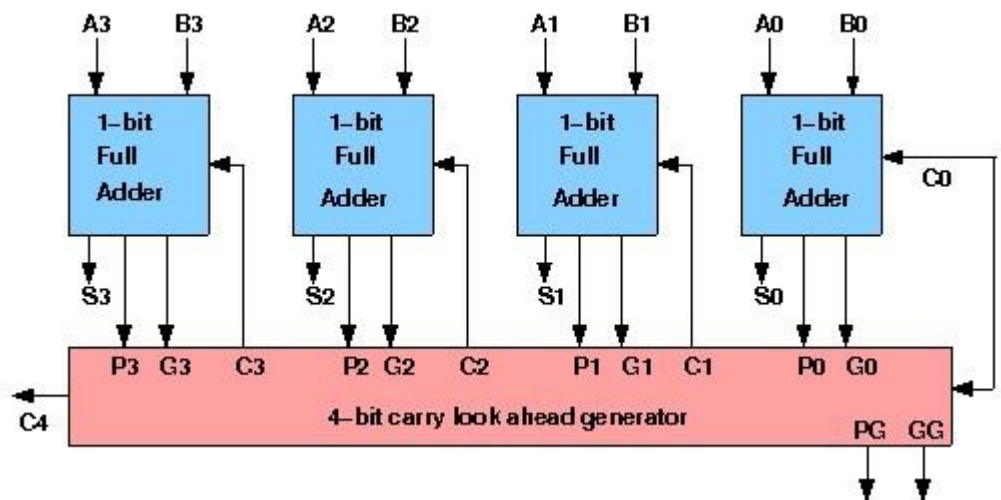 A3 B3 A2 B2 A1 B1 A0 B0
1-bit 1-bit 1-bit 1-bit
Full Full Full Full
Adder Adder Adder Adder
C0
S3 S2 S1 S0
P3 G3 C3 P2 G2 C2 P1 G1 C1 P0 G0
C4
4-bit carry look ahead generator
PG GG